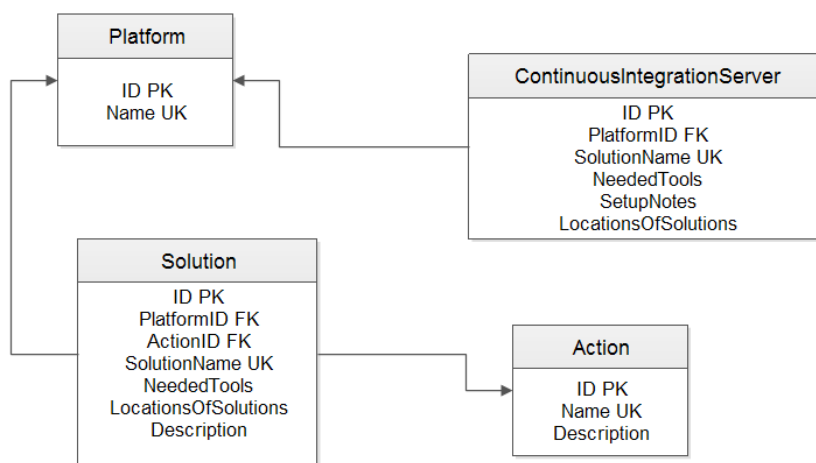 Platform
ID PK
Name UK
ContinuousIntegrationServer
ID PK
PlatformID FK
SolutionName UK
NeededTools
SetupNotes
LocationsOfSolutions
Solution
ID PK
PlatformID FK
ActionID FK
SolutionName UK
NeededTools
LocationsOfSolutions
Description
Action
ID PK
Name UK
Description